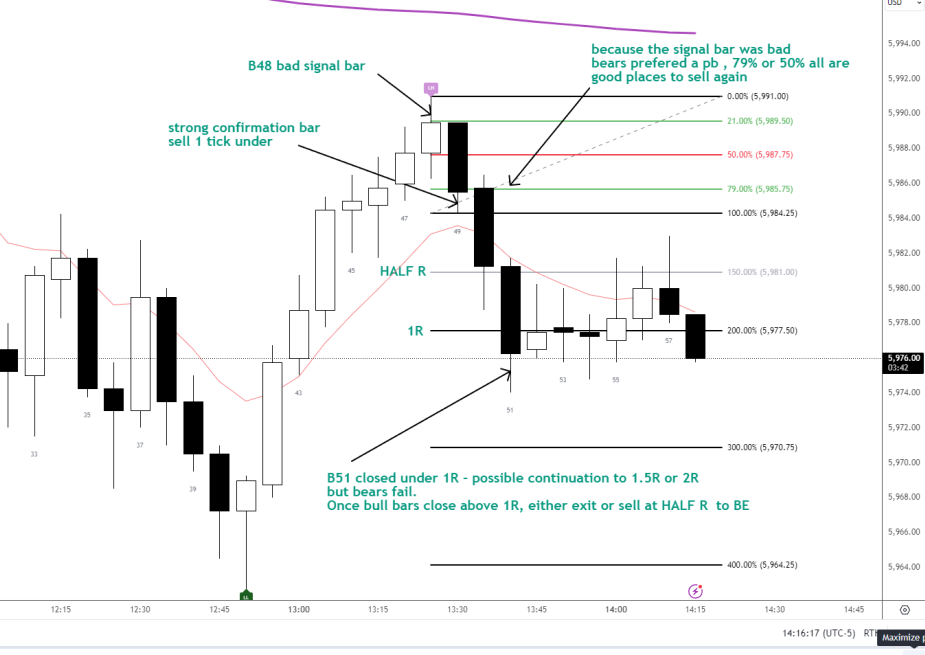 USD
5,994.00
because the signal bar was bad
bears prefered a pb , 79% or 50% all are
good places to sell again
B48 bad signal bar
5,992.00
LH
0.00% (5,991.00)
5,990.00
21.00% (5,989.50)
strong confirmation bar
sell 1 tick under
5,988.00
50.00% (5,987.75)
5,986.00
79.00% (5,985.75)
47
100.00% (5,984.25)
5,984.00
49
5,982.00
45
HALF R
150.00% (5,981.00)
5,980.00
5,978.00
1R
200.00% (5,977.50)
57
5,976.00
03:42
53
55
5,974.00
43
51
35
5,972.00
37
33
300.00% (5,970.75)
5,970.00
39
B51 closed under 1R - possible continuation to 1.5R or 2R
but bears fail.
Once bull bars close above 1R, either exit or sell at HALF R to BE
5,968.00
5,966.00
400.00% (5,964.25)
5,964.00
LL
12:15
12:30
12:45
13:00
13:15
13:30
13:45
14:00
14:15
14:30
14:45
14:16:17 (UTC-5)
RTH
Maximize